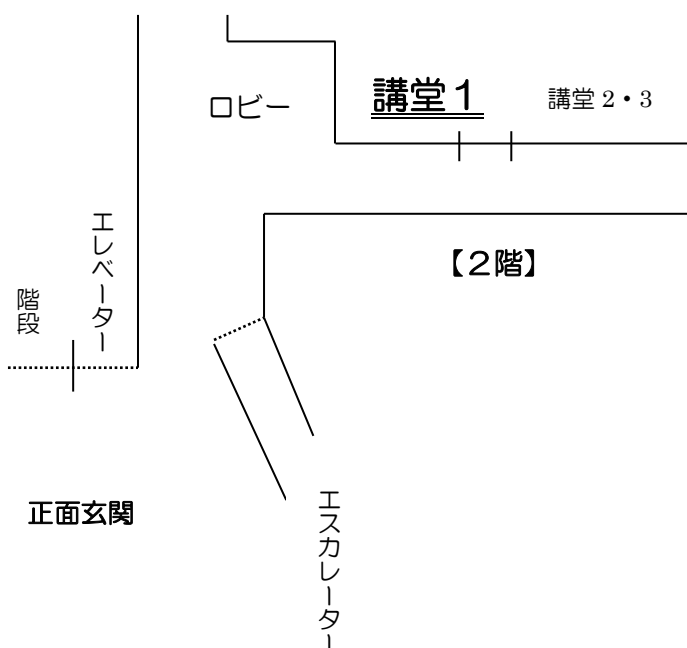 講堂１
講堂 2・3
ロビー
エレベーター
【２階】
階段
正面玄関
エスカレーター